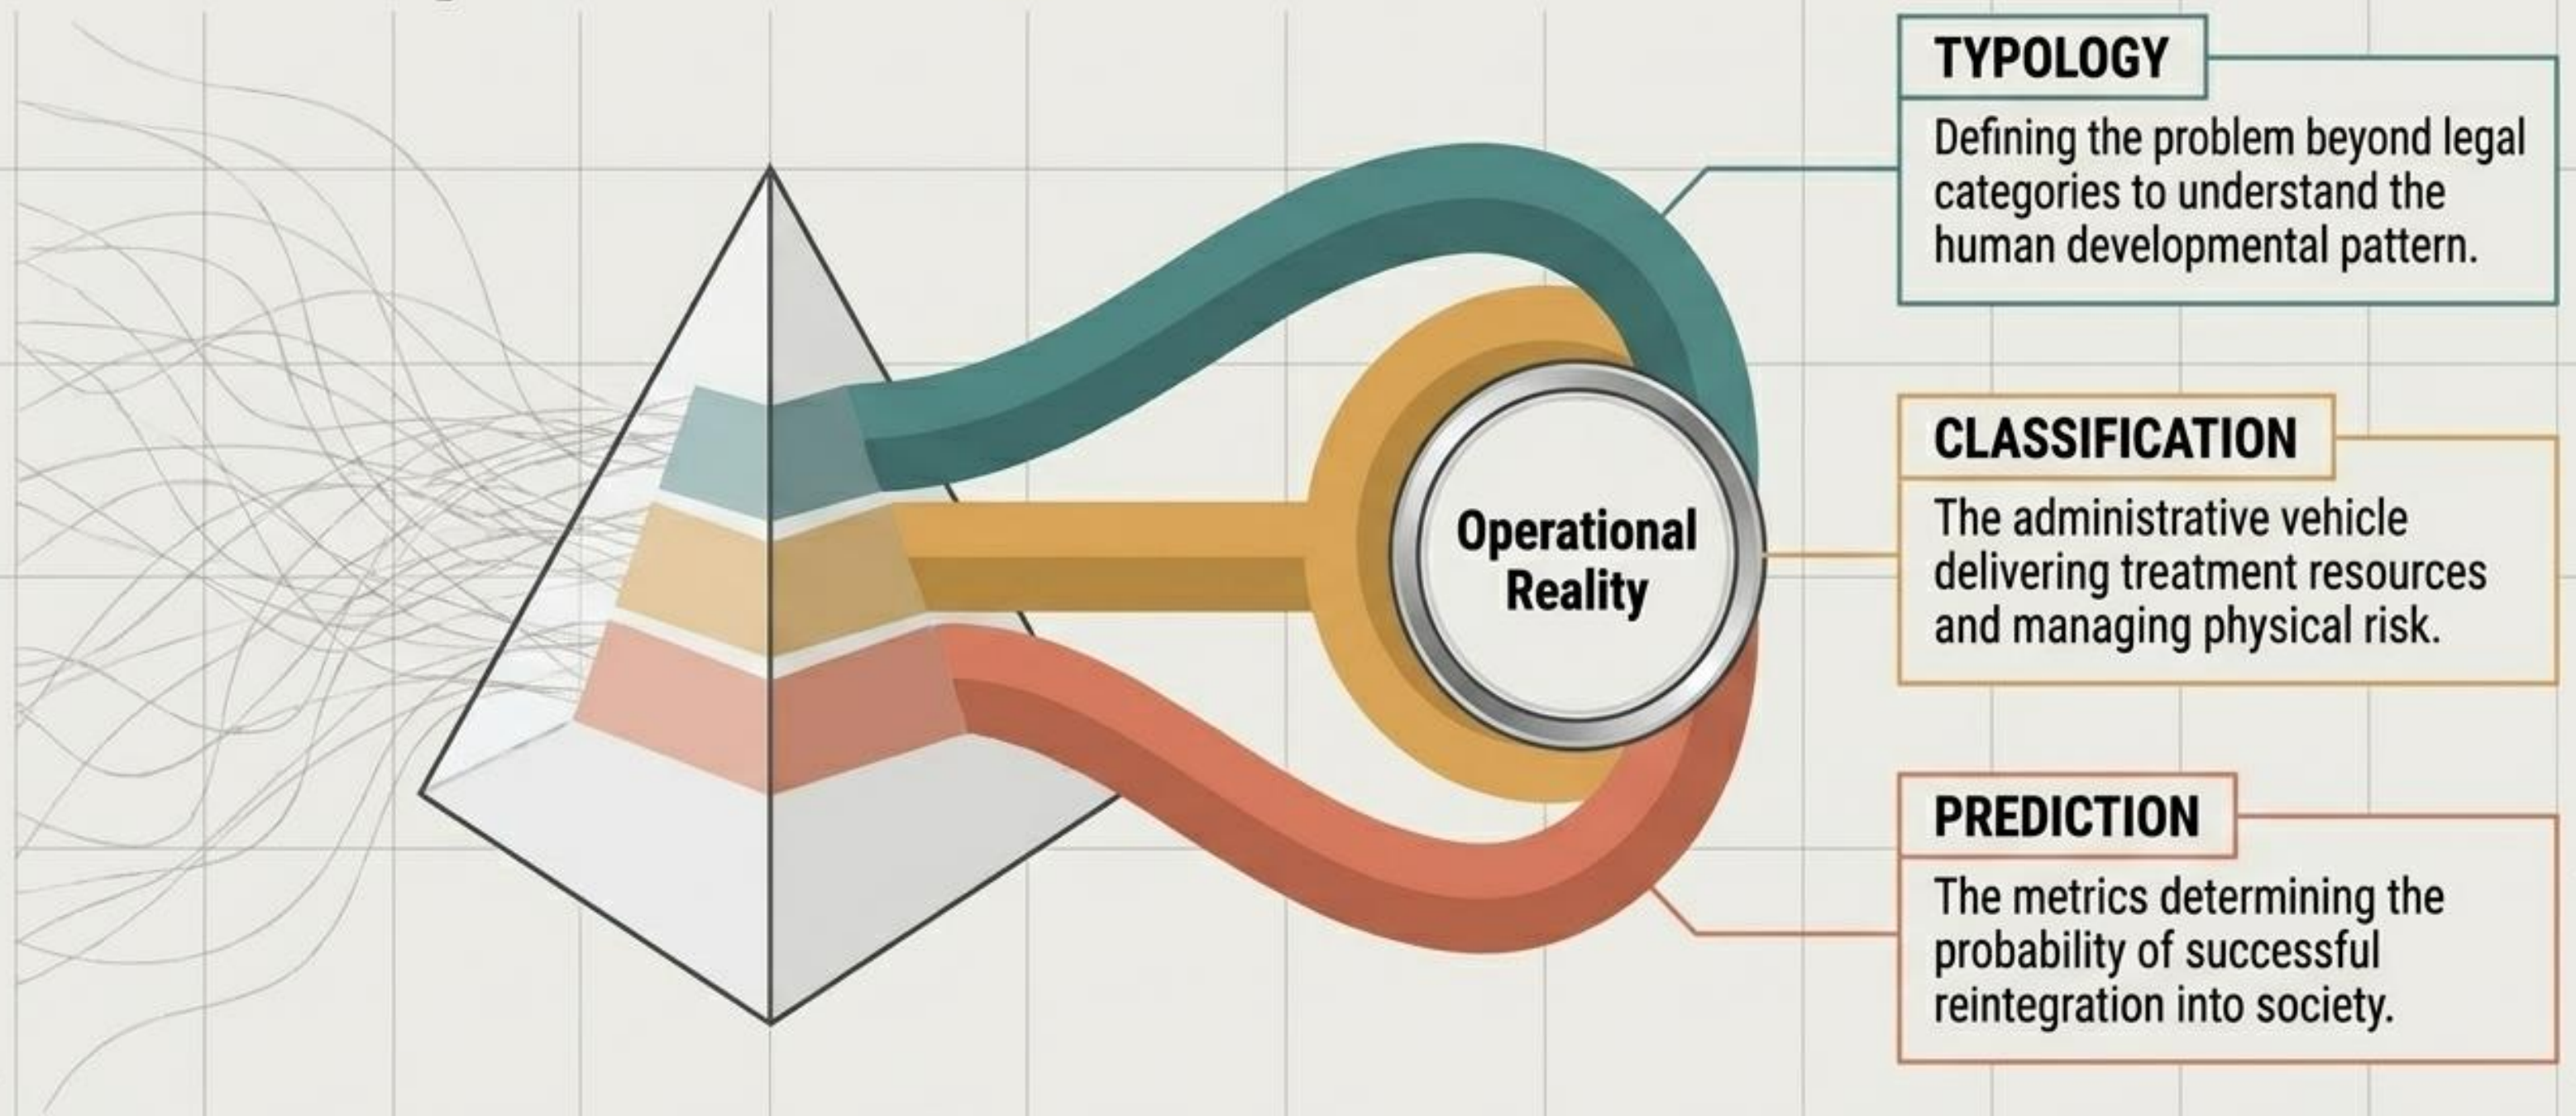 Operational
Reality
TYPOLOGY
Defining the problem beyond legal
categories to understand the
human developmental pattern.
CLASSIFICATION
The administrative vehicle
delivering treatment resources
and managing physical risk.
PREDICTION
The metrics determining the
probability of successful
reintegration into society.